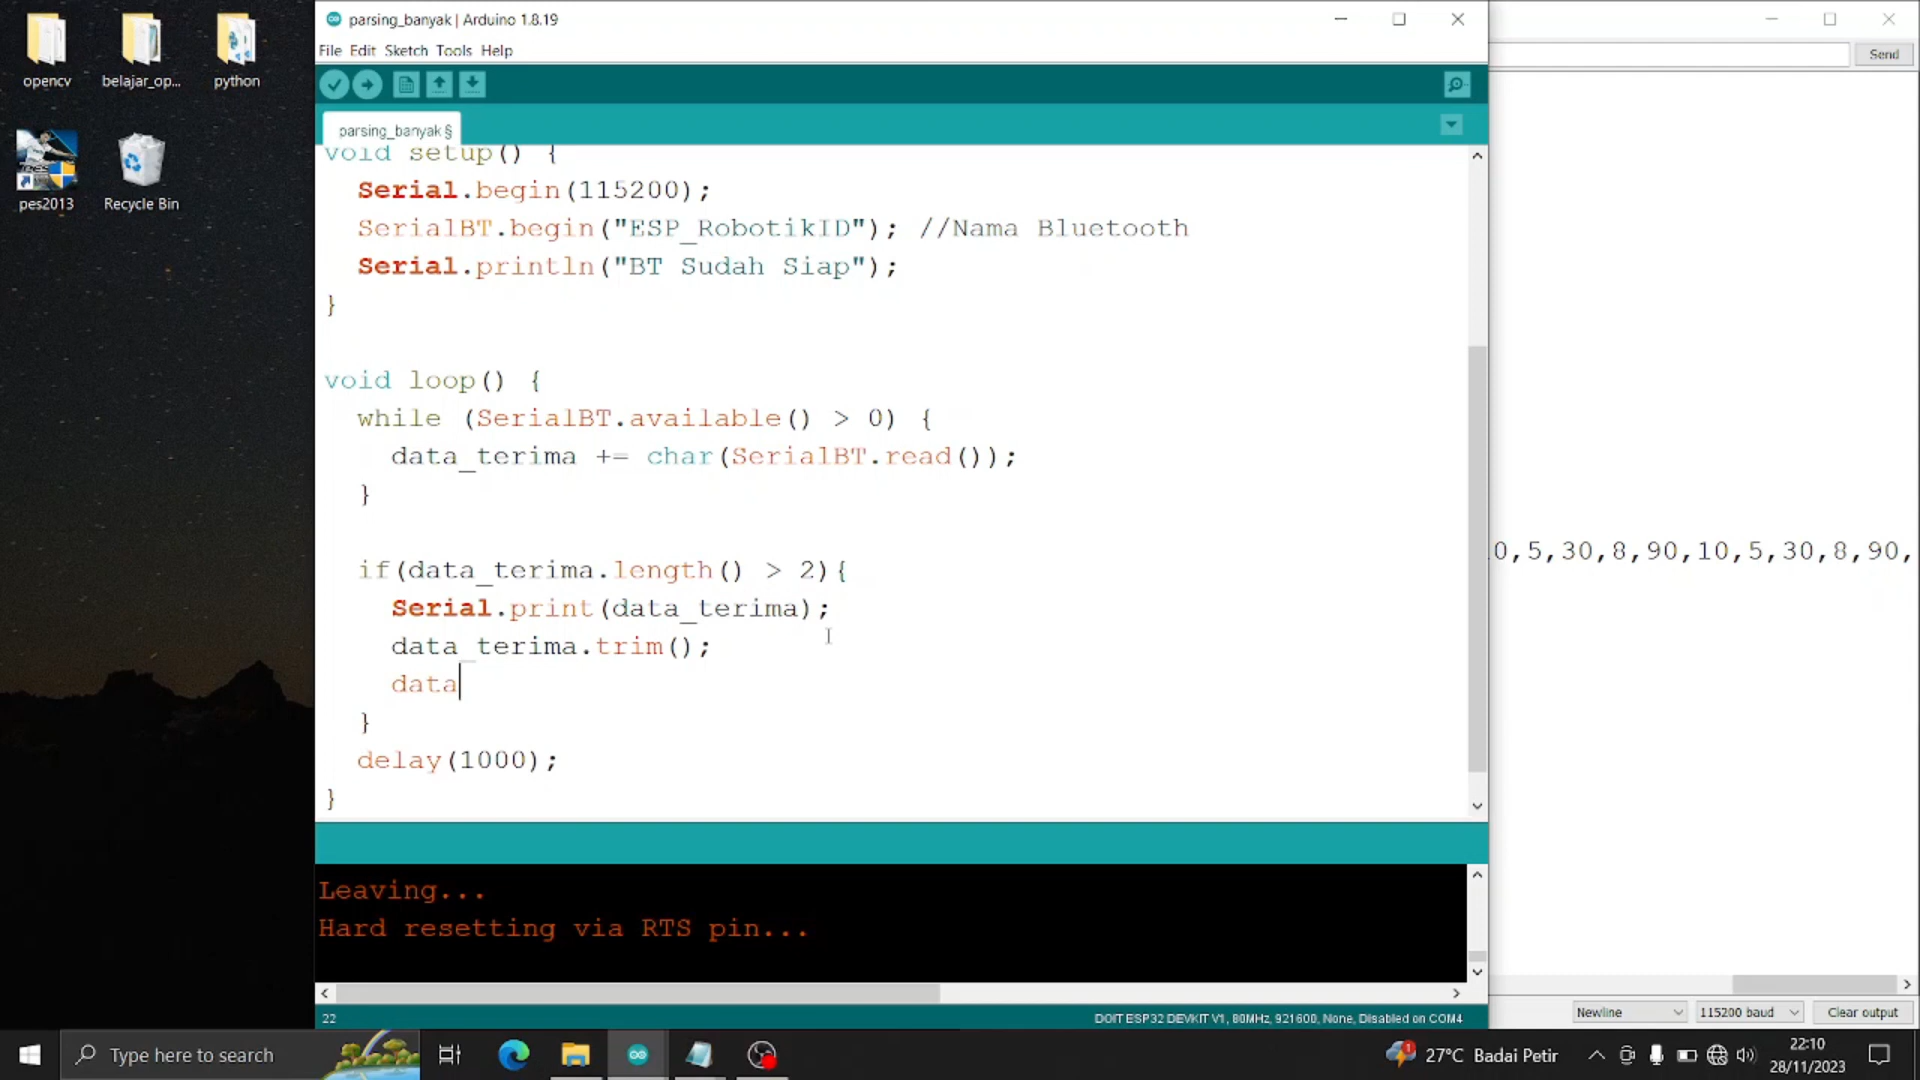 opencv
belajar_op...
python
pes2013
Recycle Bin
parsing_banyak | Arduino 1.8.19
File Edit Sketch Tools Help
parsing_banyak §
void setup() {
Serial.begin(115200);
SerialBT.begin("ESP_RobotikID"); //Nama Bluetooth
Serial.println("BT Sudah Siap");
}
void loop() {
while (SerialBT.available() > 0) {
data_terima += char(SerialBT.read());
}
if(data_terima.length() > 2){
Serial.print(data_terima);
data_terima.trim();
data
}
delay(1000);
}
Leaving...
Hard resetting via RTS pin...
22
DOIT ESP32 DEVKIT V1, 80MHz, 921600, None, Disabled on COM4
Send
0,5,30,8,90,10,5,30,8,90,
Newline
115200 baud
Clear output
Type here to search
27°C Badai Petir
22:10
28/11/2023